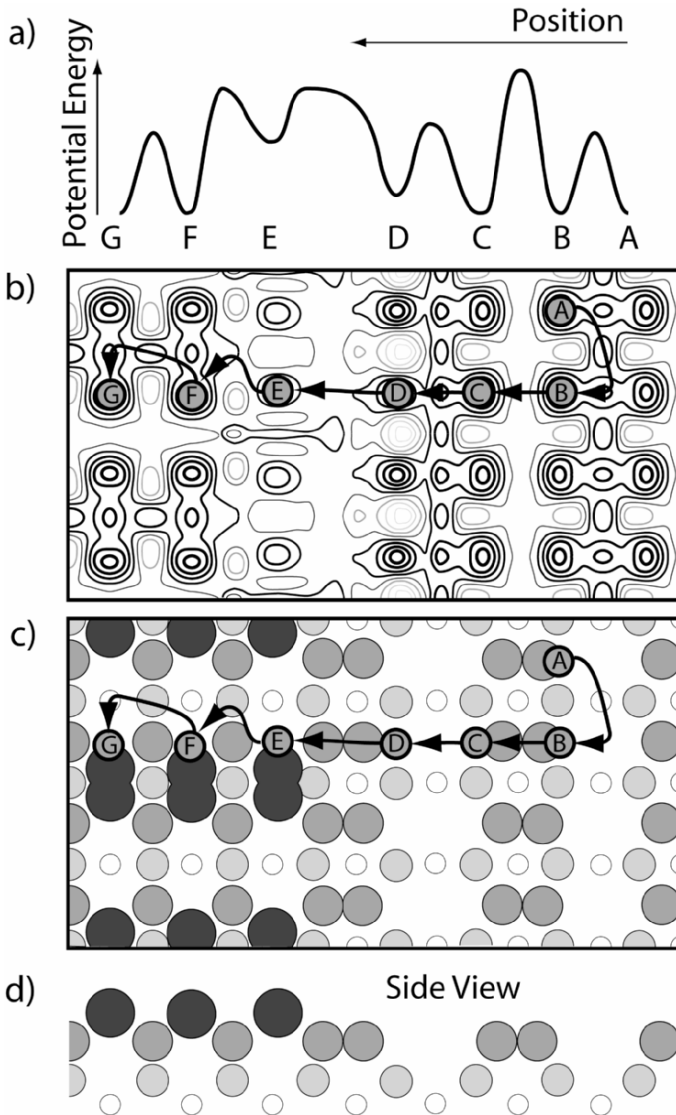 a)
Position
Potential Energy
G F E D C B A
b)
A
G F E D C B
c)
A
G F E D C B
d)
Side View